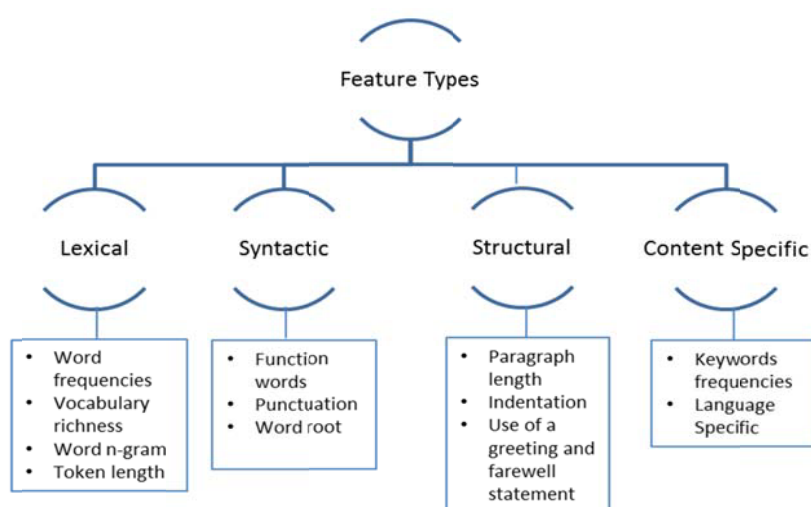 Feature Types
Lexical
Syntactic
Structural
Content Specific
• Word
frequencies
• Vocabulary
richness
• Word n-gram
• Token length
• Function
words
• Punctuation
• Word root
• Paragraph
length
• Indentation
• Use of a
greeting and
farewell
statement
• Keywords
frequencies
• Language
Specific